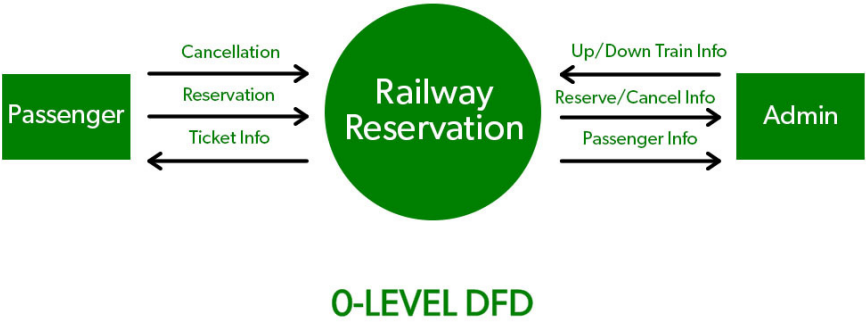 Cancellation
Up/Down Train Info
Passenger
Reservation
Railway
Reservation
Reserve/Cancel Info
Admin
Ticket Info
Passenger Info
0-LEVEL DFD